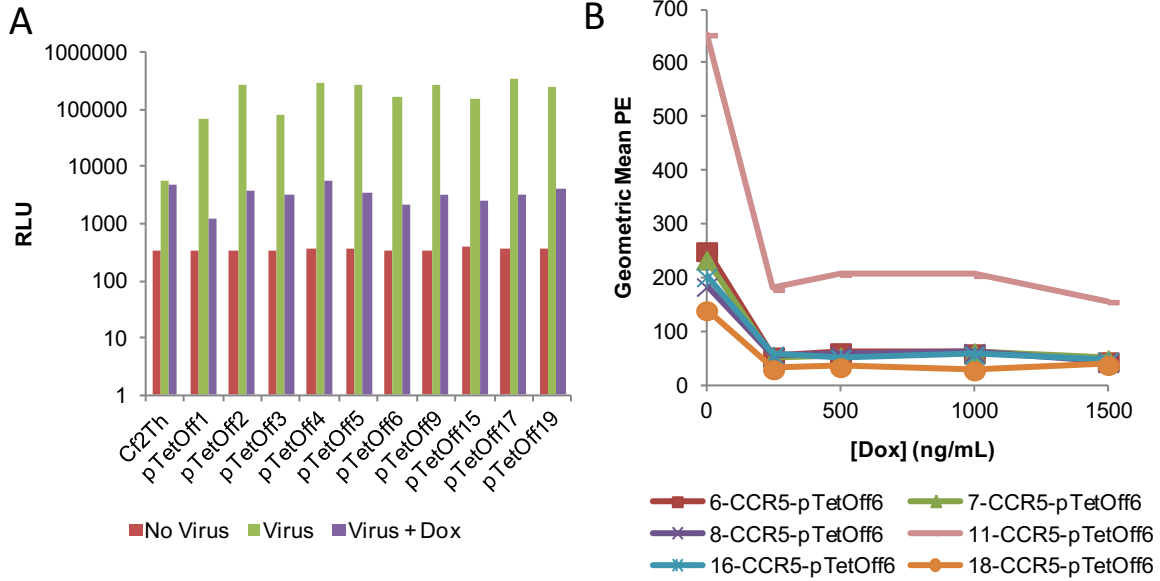 A
1000000
100000
10000
1000
100
10
1
RLU
Cf2Th
pTetOff1
pTetOff2
pTetOff3
pTetOff4
pTetOff5
pTetOff6
pTetOff9
pTetOff15
pTetOff17
pTetOff19
No Virus Virus Virus + Dox
B
700
600
500
400
300
200
100
0
Geometric Mean PE
0 500 1000 1500
[Dox] (ng/mL)
6-CCR5-pTetOff6 7-CCR5-pTetOff6
8-CCR5-pTetOff6 11-CCR5-pTetOff6
16-CCR5-pTetOff6 18-CCR5-pTetOff6